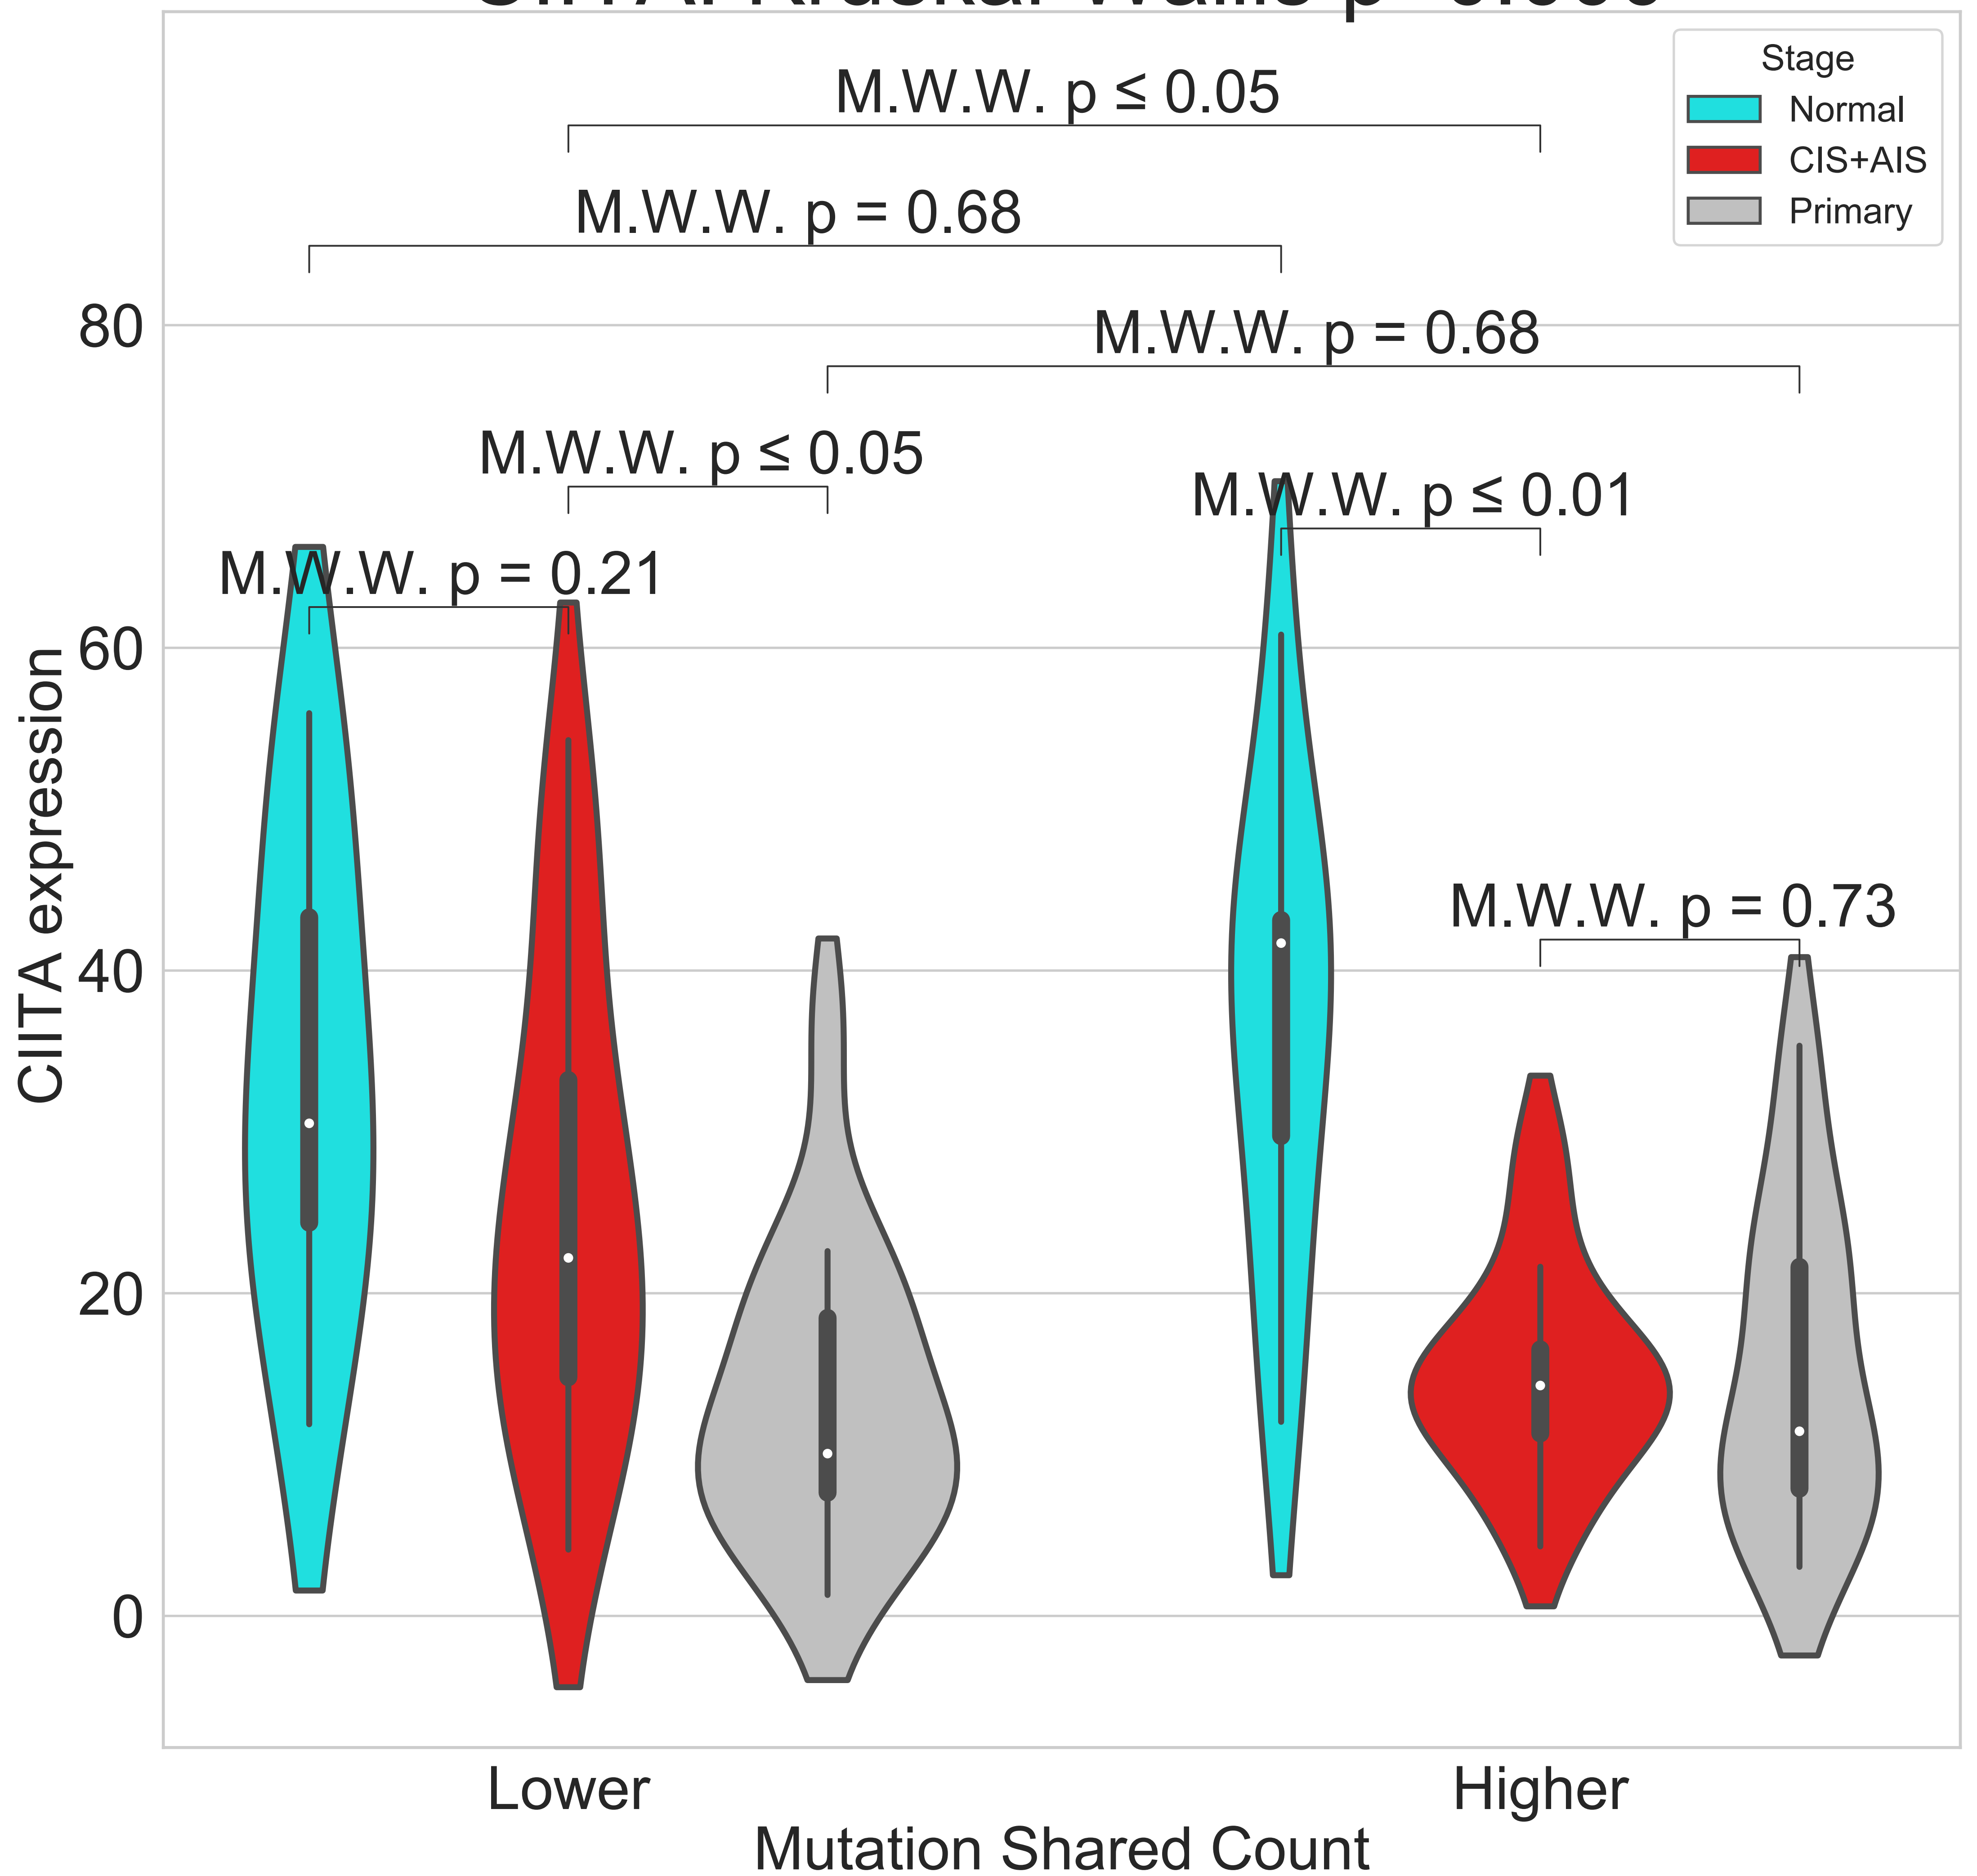 Stage
Normal
CIS+AIS
Primary
M.W.W. p ≤ 0.05
M.W.W. p = 0.68
M.W.W. p = 0.68
M.W.W. p ≤ 0.05
M.W.W. p ≤ 0.01
M.W.W. p = 0.21
M.W.W. p = 0.73
CIITA expression
80
60
40
20
0
Lower
Higher
Mutation Shared Count